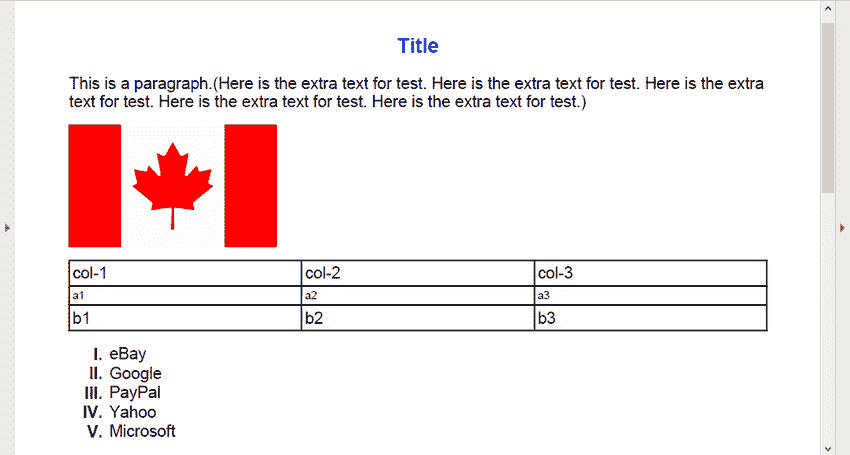 Title
This is a paragraph.(Here is the extra text for test. Here is the extra text for test. Here is the extra
text for test. Here is the extra text for test. Here is the extra text for test.)
col-1 col-2 col-3
a1 a2 a3
b1 b2 b3
I. eBay
II. Google
III. PayPal
IV. Yahoo
V. Microsoft